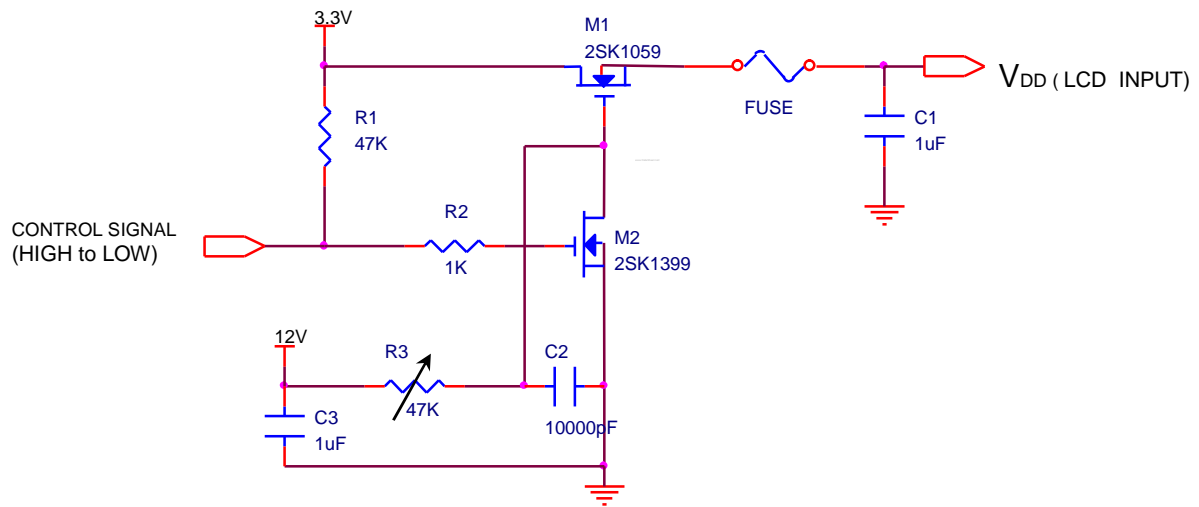 3.3V
M1
2SK1059
VDD ( LCD INPUT)
FUSE
R1
47K
C1
1uF
CONTROL SIGNAL
(HIGH to LOW)
R2
1K
M2
2SK1399
12V
R3
47K
C2
10000pF
C3
1uF